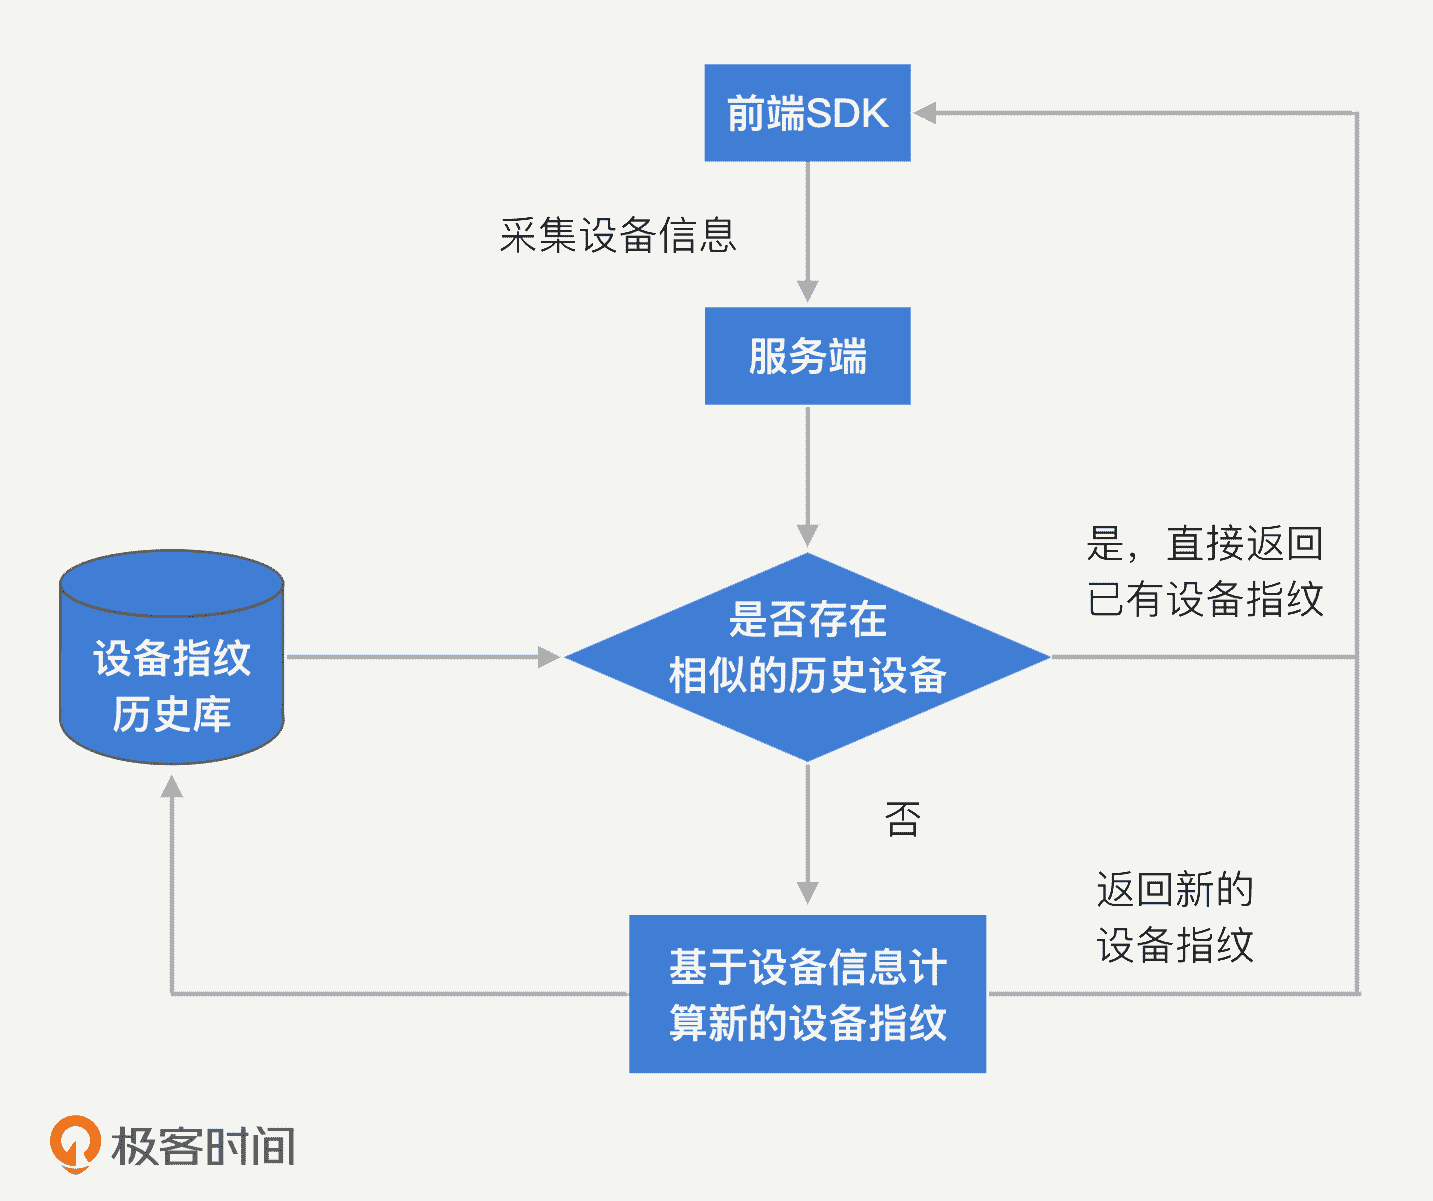 前端SDK
采集设备信息
服务端
是，直接返回
已有设备指纹
是否存在
相似的历史设备
设备指纹
历史库
否
返回新的
设备指纹
基于设备信息计
算新的设备指纹
极客时间